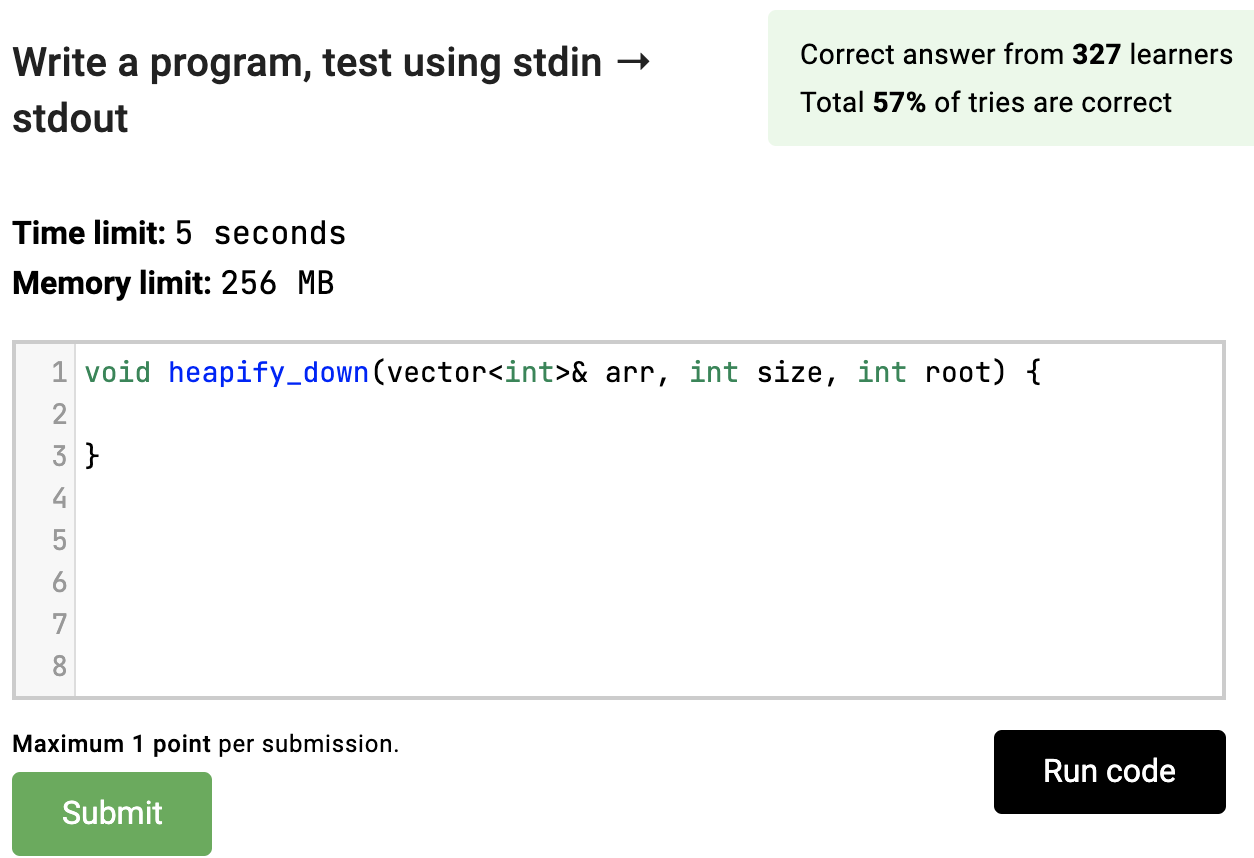 Write a program, test using stdin →
stdout
Correct answer from 327 learners
Total 57% of tries are correct
Time limit: 5 seconds
Memory limit: 256 MB
1 void heapify_down(vector<int>& arr, int size, int root) {
2
3 }
4
5
6
7
8
Maximum 1 point per submission.
Submit
Run code